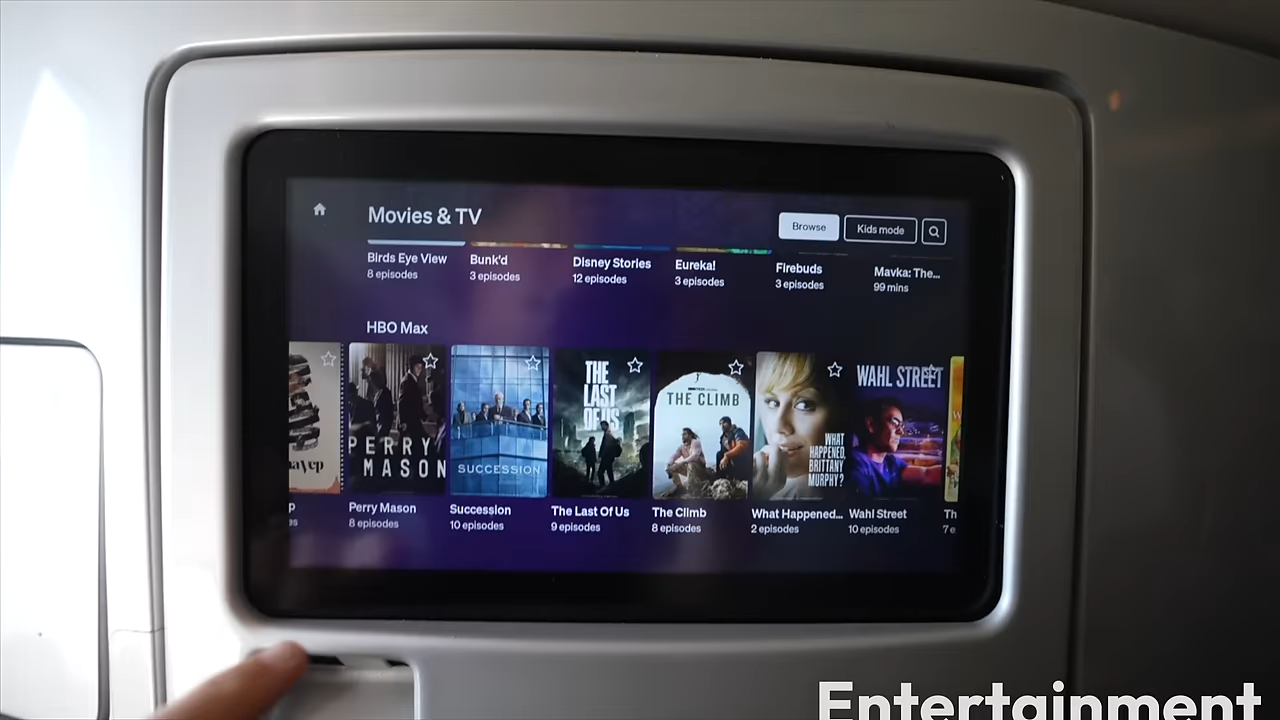 Movies & TV
Browse
Kids mode
Birds Eye View
8 episodes
Bunk'd
3 episodes
Disney Stories
12 episodes
Eureka!
3 episodes
Firebuds
3 episodes
Mavka: The...
99 mins
HBO Max
PERRY
MASON
SUCCESSION
THE
LAST
OF US
THE CLIMB
WHAT
HAPPENED,
BRITTANY
MURPHY?
WAHL STREET
Perry Mason
8 episodes
Succession
10 episodes
The Last Of Us
9 episodes
The Climb
8 episodes
What Happened...
2 episodes
Wahl Street
10 episodes
Th
7 e
Entertainment